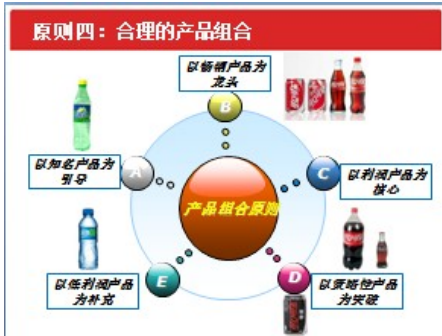 原则四：合理的产品组合
以畅销产品为
龙头
B
以知名产品为
引导
A
C
以利润产品为
核心
产品组合原则
以低利润产品
为补充
E
D
以策略性产品
为突破